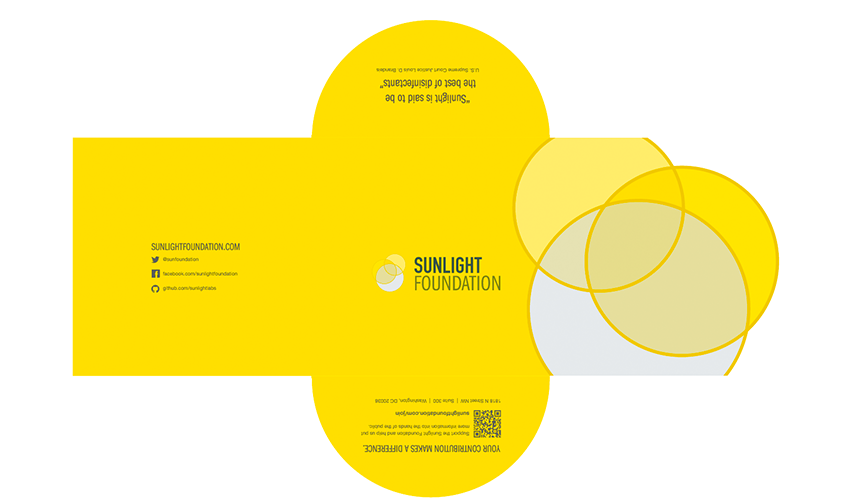 U.S. Supreme Court Justice Louis D. Brandeis
"Sunlight is said to be
the best of disinfectants"
SUNLIGHTFOUNDATION.COM
@sunfoundation
facebook.com/sunlightfoundation
github.com/sunlightlabs
SUNLIGHT
FOUNDATION
YOUR CONTRIBUTION MAKES A DIFFERENCE.
Support the Sunlight Foundation and help us put
more information into the hands of the public.
sunlightfoundation.com/join
1818 N Street NW | Suite 300 | Washington, DC 20036